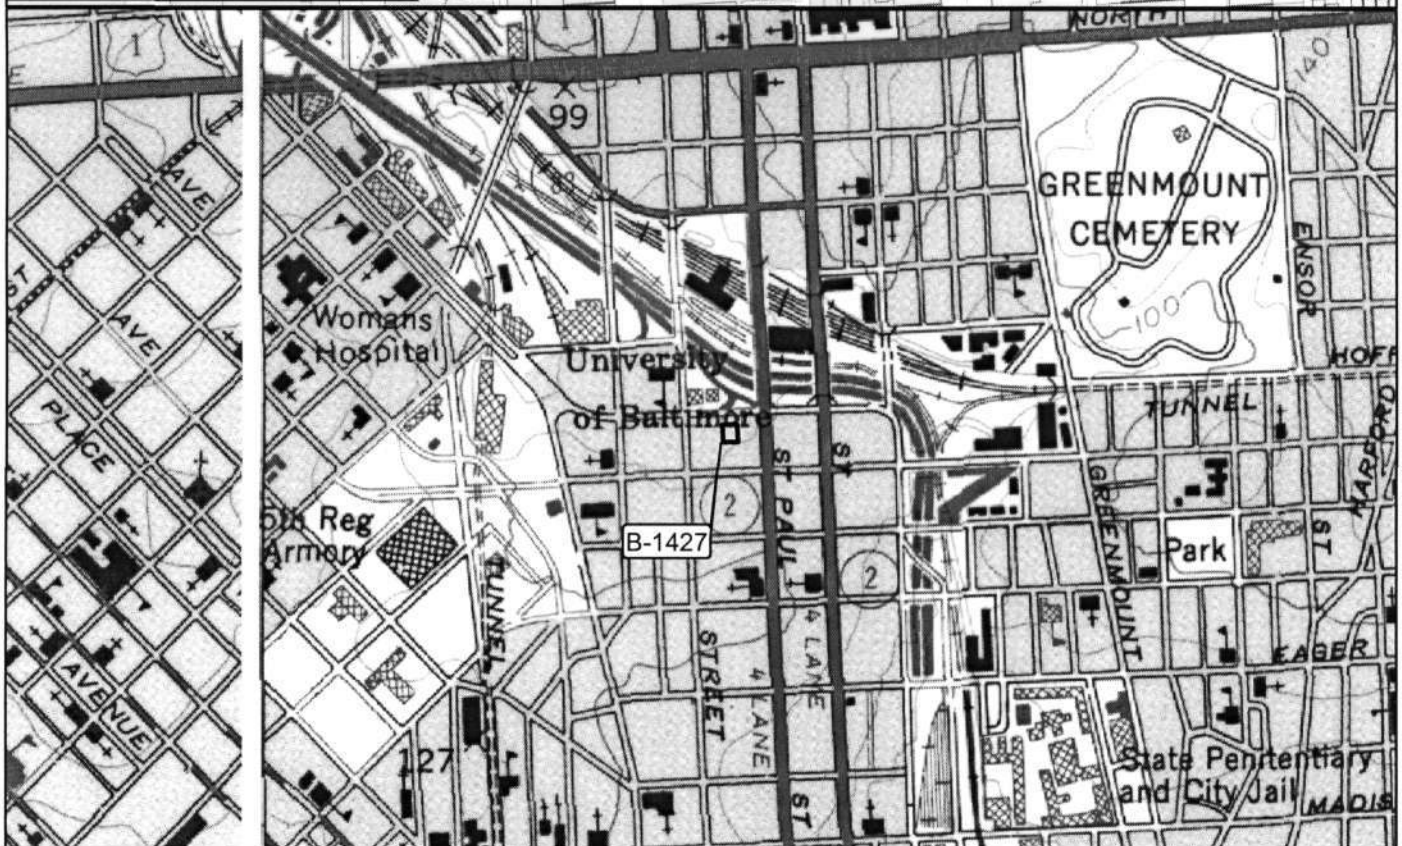 NORTH
1
1
E
140
99
AVE
GREENMOUNT
CEMETERY
ENSOR
ST
AVE
Womans
Hospital
100
University
of Baltimore
HOFF
TUNNEL
PLACE
HARFORD
ST PAUL
ST
GREENMOUNT
2
5th Reg
Armory
B-1427
Park
ST
2
TUNNEL
4 LANE
STREET
4 LANE
EAGER
AVENUE
127
State Penitentiary
and City Jail
MADIS
ST